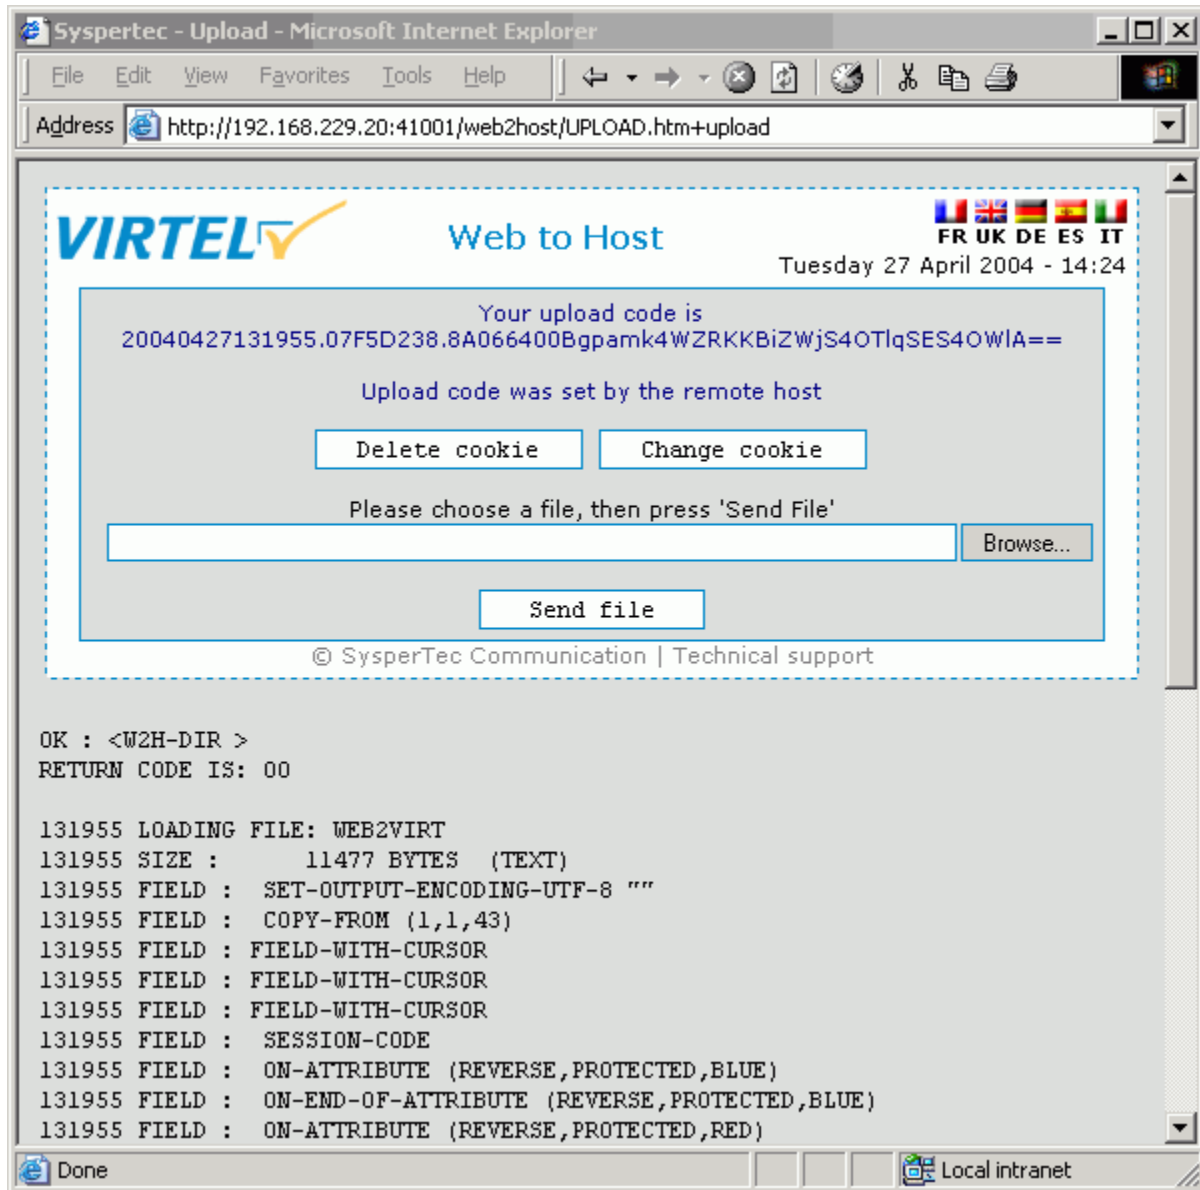 Syspertec - Upload - Microsoft Internet Explorer
File Edit View Favorites Tools Help
Address http://192.168.229.20:41001/web2host/UPLOAD.htm+upload
VIRTEL
Web to Host
FR UK DE ES IT
Tuesday 27 April 2004 - 14:24
Your upload code is
20040427131955.07F5D238.8A066400Bgpamk4WZRKKBiZWjS4OTlqSES4OWlA==
Upload code was set by the remote host
Delete cookie Change cookie
Please choose a file, then press 'Send File'
Browse...
Send file
© SysperTec Communication | Technical support
OK : <W2H-DIR >
RETURN CODE IS: 00
131955 LOADING FILE: WEB2VIRT
131955 SIZE : 11477 BYTES (TEXT)
131955 FIELD : SET-OUTPUT-ENCODING-UTF-8 ""
131955 FIELD : COPY-FROM (1,1,43)
131955 FIELD : FIELD-WITH-CURSOR
131955 FIELD : FIELD-WITH-CURSOR
131955 FIELD : FIELD-WITH-CURSOR
131955 FIELD : SESSION-CODE
131955 FIELD : ON-ATTRIBUTE (REVERSE,PROTECTED,BLUE)
131955 FIELD : ON-END-OF-ATTRIBUTE (REVERSE,PROTECTED,BLUE)
131955 FIELD : ON-ATTRIBUTE (REVERSE,PROTECTED,RED)
Done
Local intranet